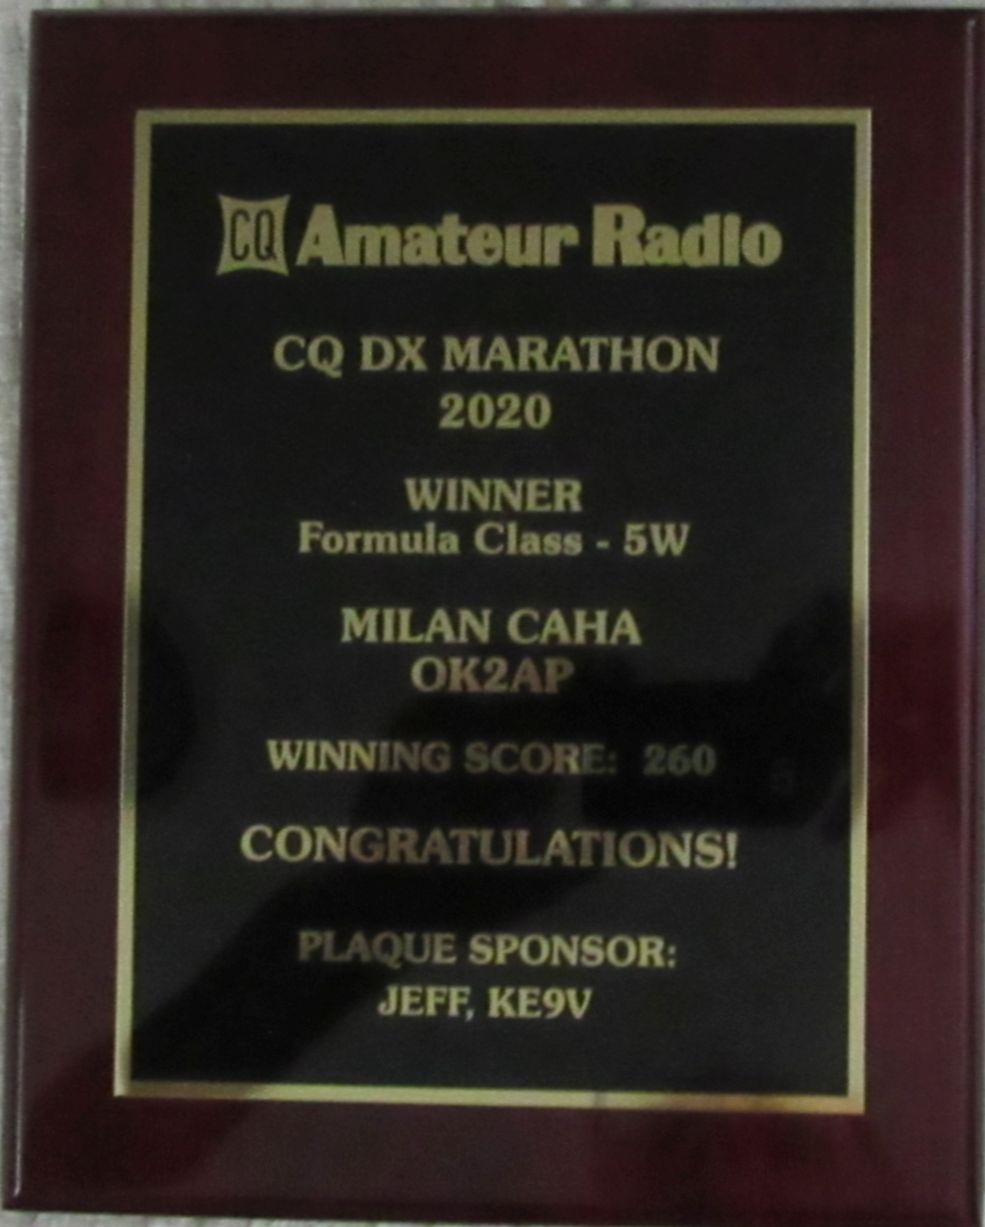 CQ Amateur Radio
CQ DX MARATHON
2020
WINNER
Formula Class - 5W
MILAN CAHA
OK2AP
WINNING SCORE: 260
CONGRATULATIONS!
PLAQUE SPONSOR:
JEFF, KE9V